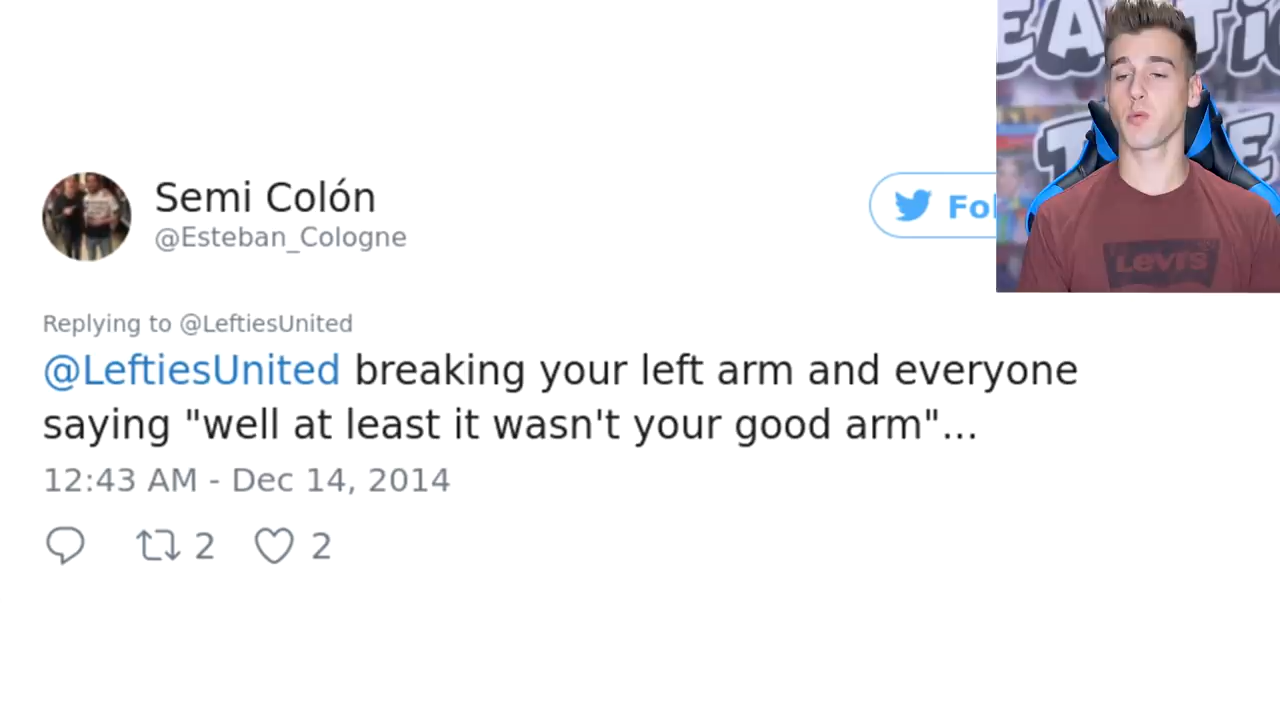 Semi Colón
@Esteban_Cologne
Fol
Replying to @LeftiesUnited
@LeftiesUnited breaking your left arm and everyone
saying "well at least it wasn't your good arm"...
12:43 AM - Dec 14, 2014
2 2
Levi's